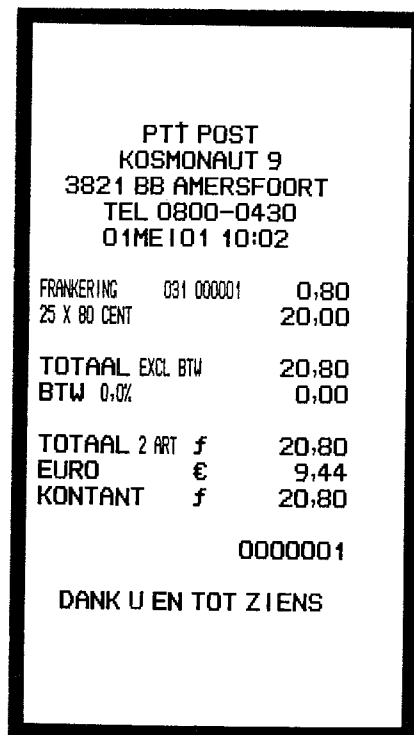 PTT POST
KOSMONAUT 9
3821 BB AMERSFOORT
TEL 0800-0430
01MEI01 10:02
FRANKERING 031 000001 0,80
25 X 80 CENT 20,00
TOTAAL EXCL BTW 20,80
BTW 0,0% 0,00
TOTAAL 2 ART ƒ 20,80
EURO € 9,44
KONTANT ƒ 20,80
0000001
DANK U EN TOT ZIENS